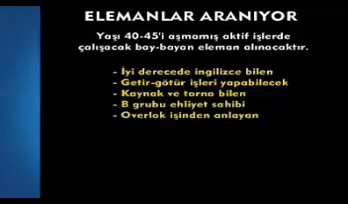 ELEMANLAR ARANIYOR
Yaşı 40-45'i aşmamış aktif işlerde
çalışacak bay-bayan eleman alınacaktır.
- İyi derecede ingilizce bilen
- Getir-götür işleri yapabilecek
- Kaynak ve torna bilen
- B grubu ehliyet sahibi
- Overlok işinden anlayan